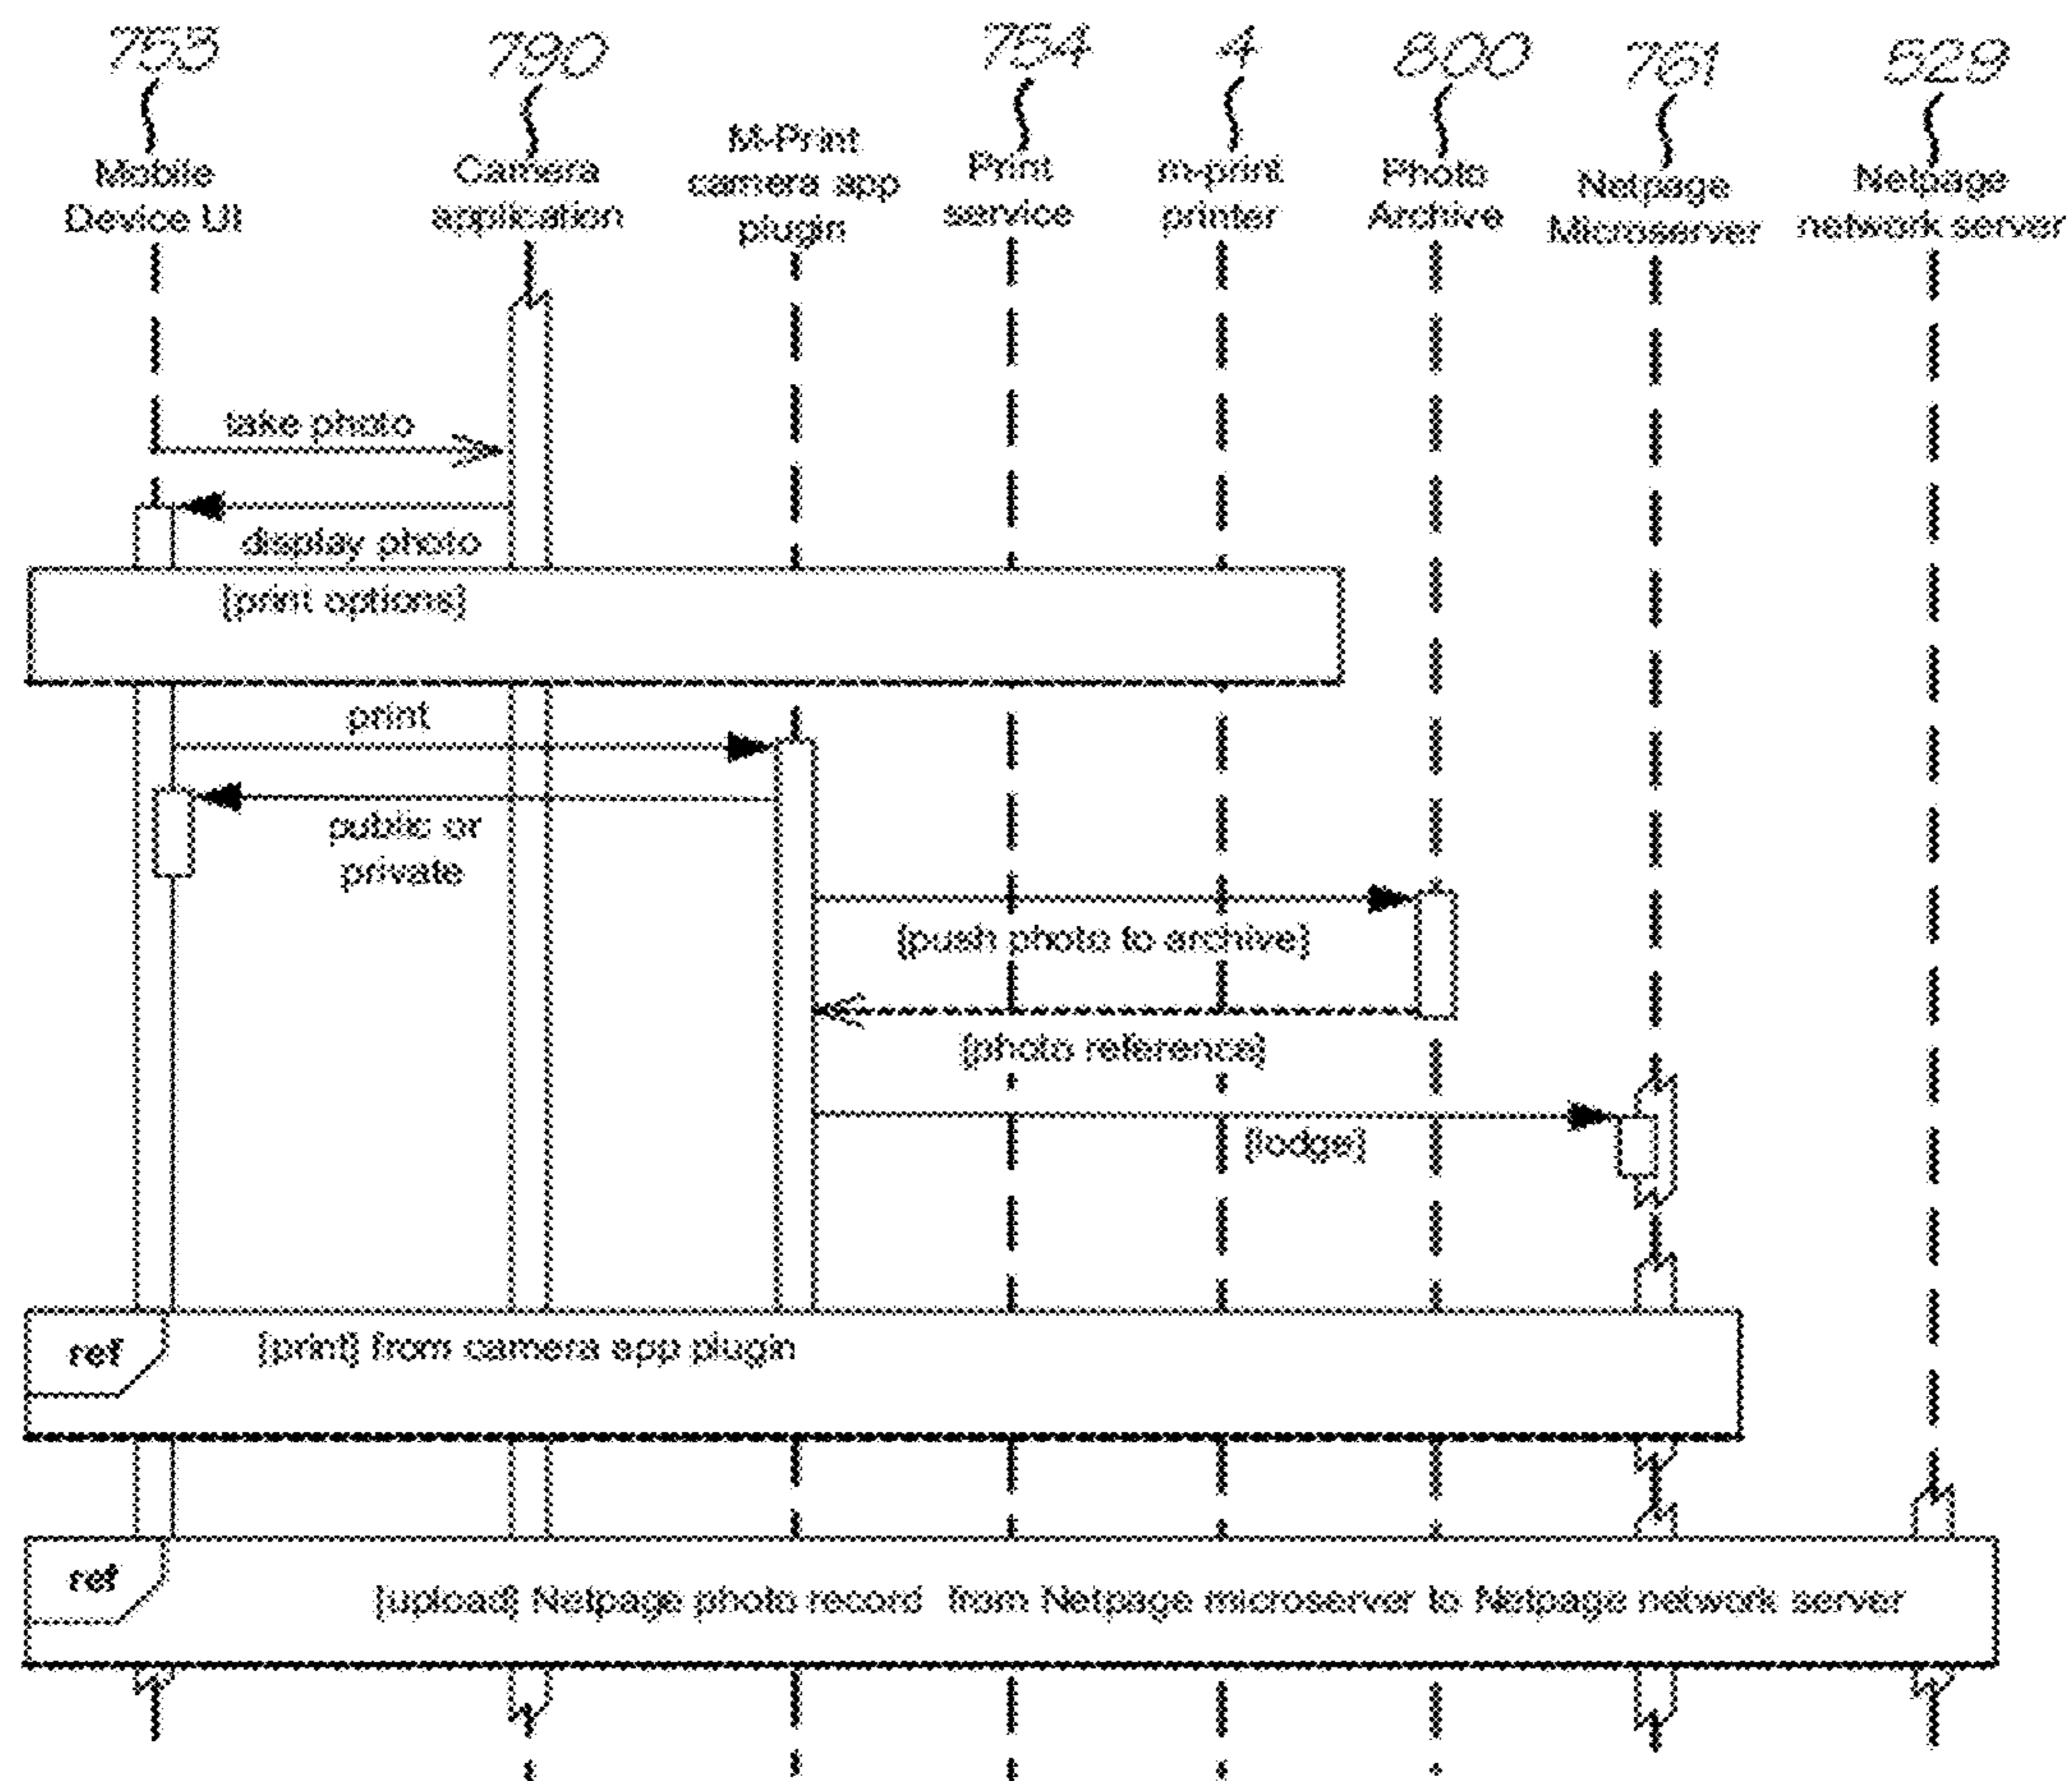 753 790 754 4 800 761 529
Mobile
Device UI
Camera
application
M-Print
camera app
plugin
Print
service
m-print
printer
Photo
Archive
Netpage
Microserver
Netpage
network server
take photo
display photo
[print options]
print
public or
private
[push photo to archive]
[photo reference]
[lodge]
ref [print] from camera app plugin
ref [upload] Netpage photo record from Netpage microserver to Netpage network server